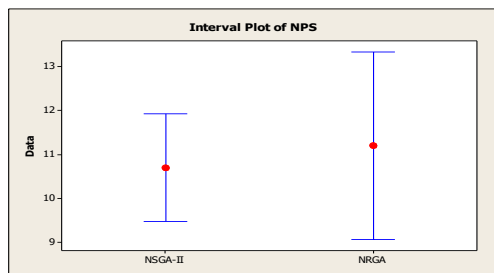 Interval Plot of NPS
Data
13
12
11
10
9
NSGA-II NRGA